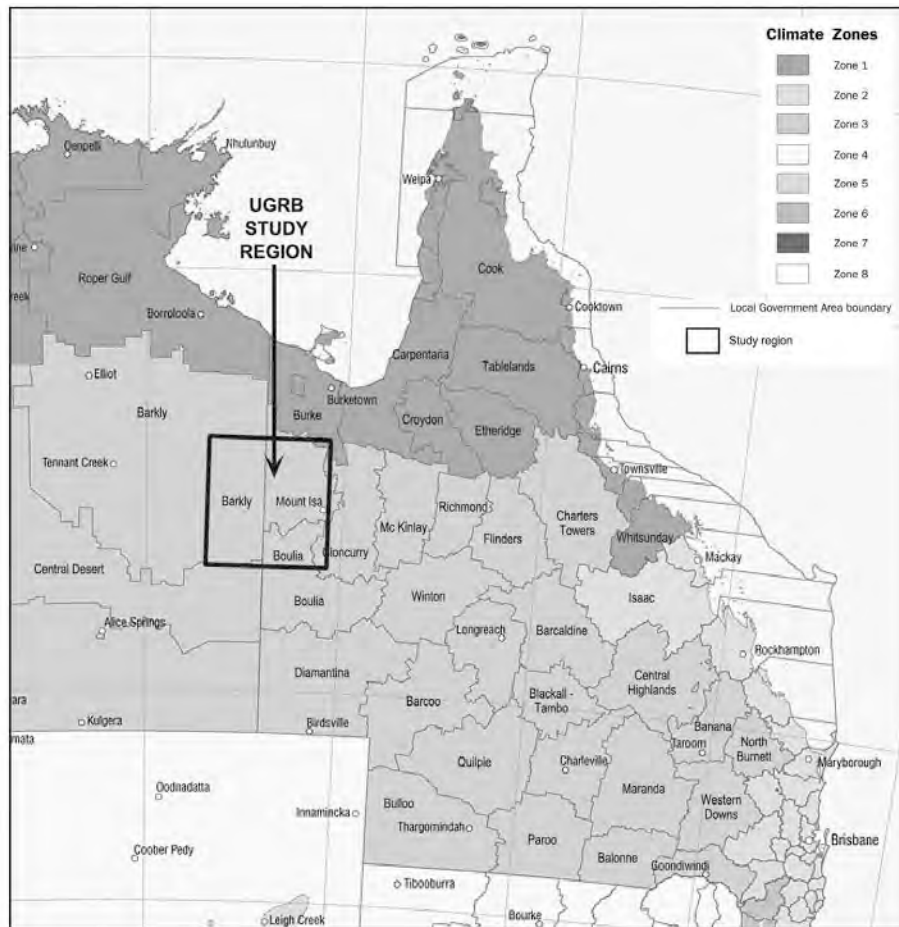 Climate Zones
Zone 1
Zone 2
Zone 3
Zone 4
Zone 5
Zone 6
Zone 7
Zone 8
Local Government Area boundary
Study region
Oenpelli
Nhulunbuy
Weipa
UGRB
STUDY
REGION
Cook
Roper Gulf
Creek
Cooktown
Borroloola
Carpentaria
Tablelands
Cairns
Elliot
Burketown
Barkly
Burke
Croydon
Etheridge
Tennant Creek
Townsville
Barkly
Mount Isa
Richmond
Mc Kinlay
Charters
Towers
Flinders
Whitsunday
Boulia
Cloncurry
Mackay
Central Desert
Boulia
Winton
Isaac
Alice Springs
Longreach
Barcaldine
Rockhampton
Diamantina
Central
Highlands
Barcoo
Blackall -
Tambo
Kulgera
Birdsville
Banana
Taroom
North
Burnett
Quilpie
Charleville
Maryborough
Oodnadatta
Maranda
Innamincka
Bulloo
Western
Downs
Thargomindah
Paroo
Brisbane
Coober Pedy
Balonne
Goondiwindi
Tibooburra
Leigh Creek
Bourke